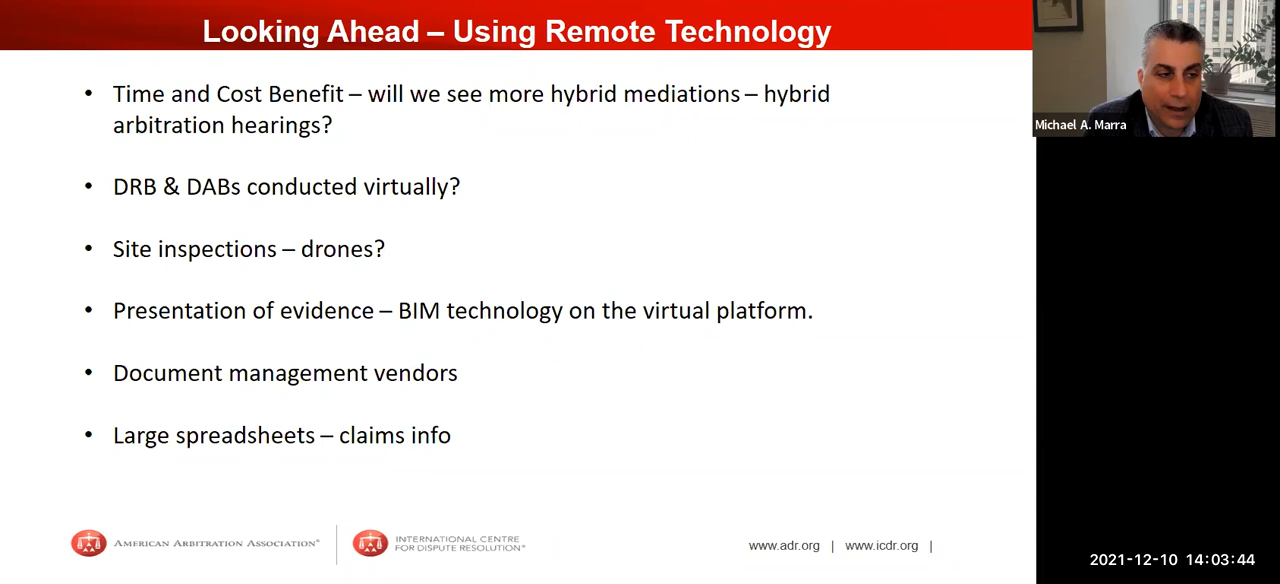 Looking Ahead – Using Remote Technology
• Time and Cost Benefit – will we see more hybrid mediations – hybrid
arbitration hearings?
• DRB & DABs conducted virtually?
• Site inspections – drones?
• Presentation of evidence – BIM technology on the virtual platform.
• Document management vendors
• Large spreadsheets – claims info
AMERICAN ARBITRATION ASSOCIATION®
INTERNATIONAL CENTRE
FOR DISPUTE RESOLUTION®
www.adr.org | www.icdr.org |
Michael A. Marra
2021-12-10 14:03:44